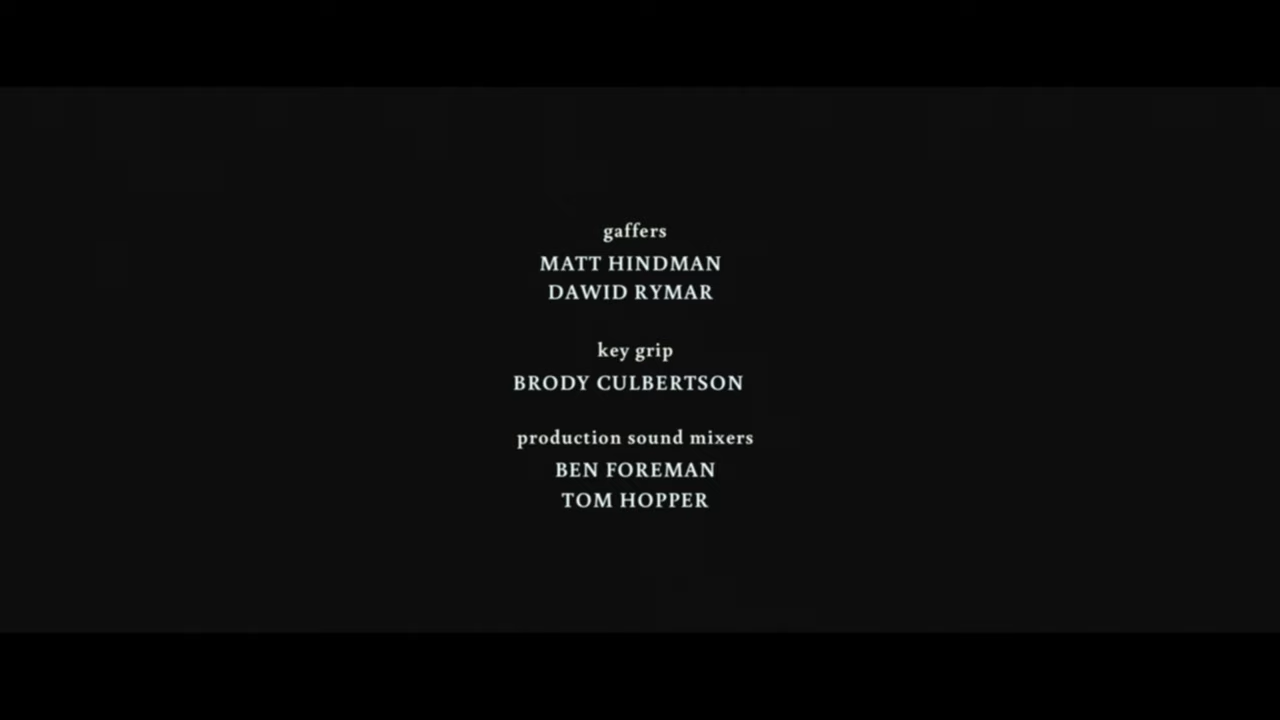 gaffers
MATT HINDMAN
DAWID RYMAR
key grip
BRODY CULBERTSON
production sound mixers
BEN FOREMAN
TOM HOPPER